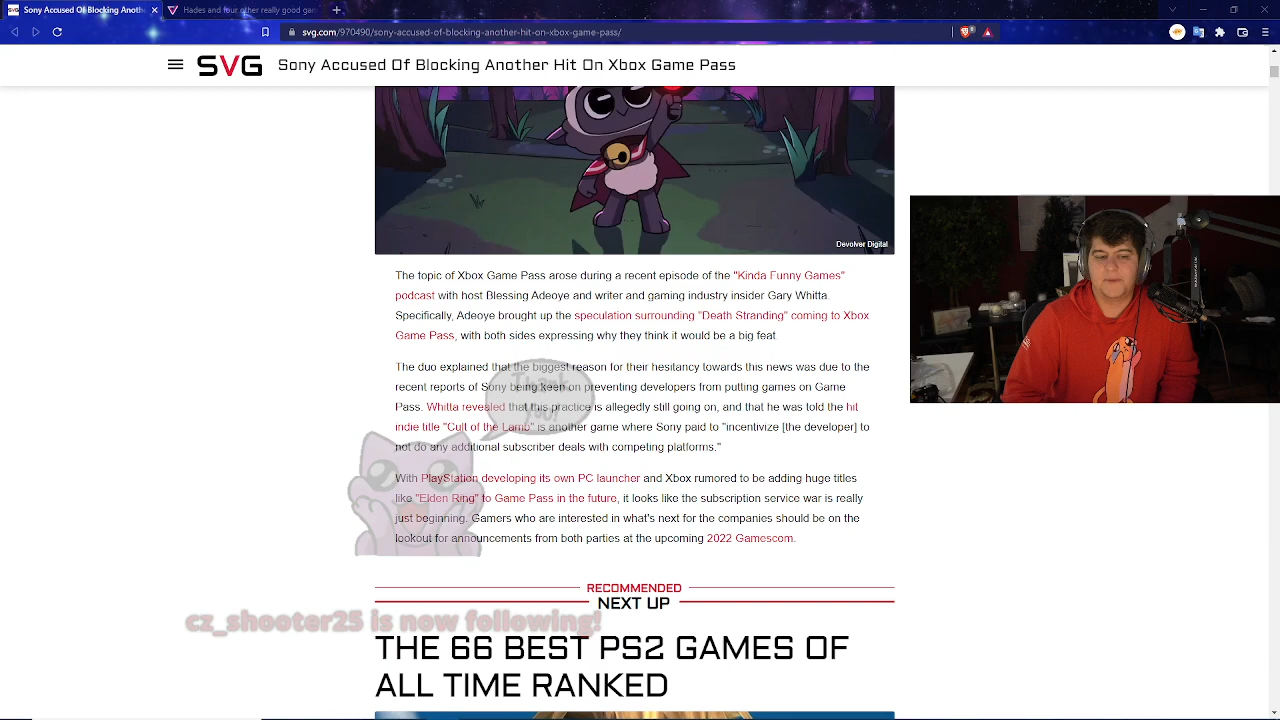 Sony Accused Of Blocking Anothe
Hades and four other really good gam
svg.com/970490/sony-accused-of-blocking-another-hit-on-xbox-game-pass/
SVG
Sony Accused Of Blocking Another Hit On Xbox Game Pass
Devolver Digital
The topic of Xbox Game Pass arose during a recent episode of the "Kinda Funny Games"
podcast with host Blessing Adeoye and writer and gaming industry insider Gary Whitta.
Specifically, Adeoye brought up the speculation surrounding "Death Stranding" coming to Xbox
Game Pass, with both sides expressing why they think it would be a big feat.
The duo explained that the biggest reason for their hesitancy towards this news was due to the
recent reports of Sony being keen on preventing developers from putting games on Game
Pass. Whitta revealed that this practice is allegedly still going on, and that he was told the hit
indie title "Cult of the Lamb" is another game where Sony paid to "incentivize [the developer] to
not do any additional subscriber deals with competing platforms."
With PlayStation developing its own PC launcher and Xbox rumored to be adding huge titles
like "Elden Ring" to Game Pass in the future, it looks like the subscription service war is really
just beginning. Gamers who are interested in what's next for the companies should be on the
lookout for announcements from both parties at the upcoming 2022 Gamescom.
RECOMMENDED
NEXT UP
cz_shooter25 is now following!
THE 66 BEST PS2 GAMES OF
ALL TIME RANKED